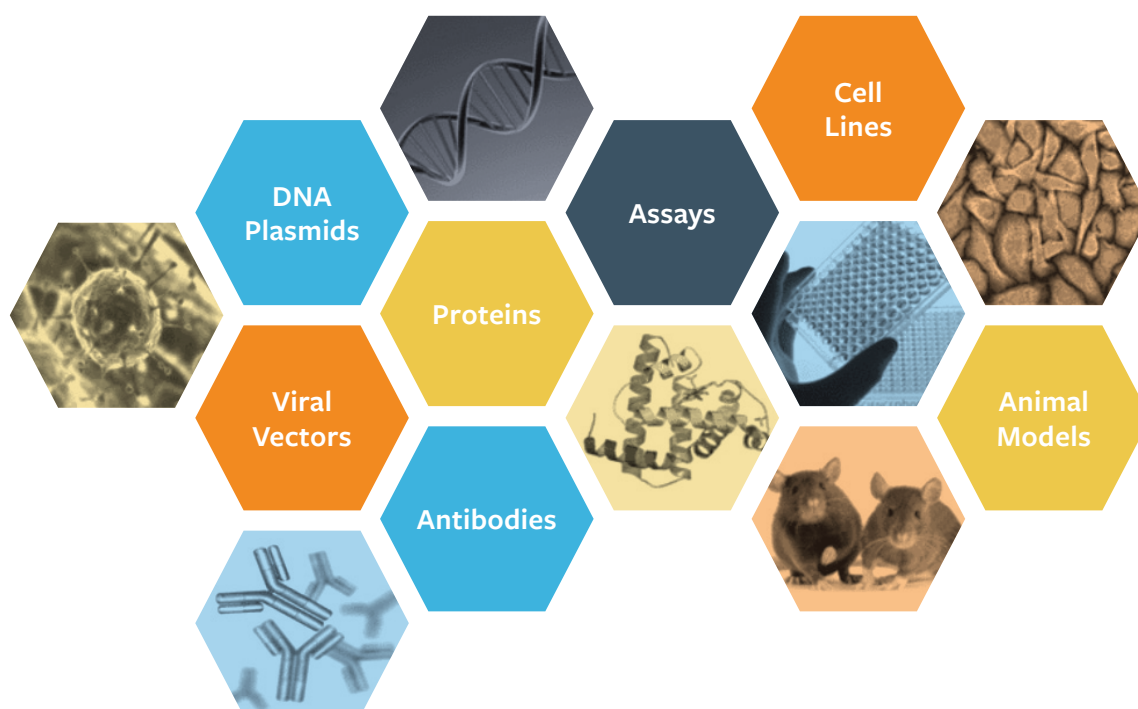 Cell
Lines
DNA
Plasmids
Assays
Proteins
Viral
Vectors
Animal
Models
Antibodies